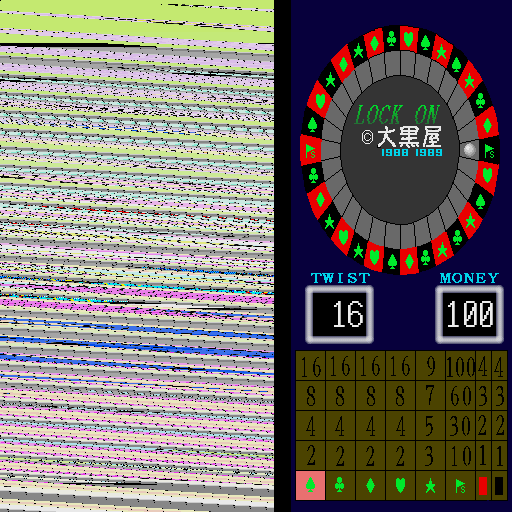 LOCK ON
©大黒屋
1988 1989
TWIST MONEY
16 100
16 16 16 16 9 100 4 4
8 8 8 8 7 60 3 3
4 4 4 4 5 30 2 2
2 2 2 2 3 10 1 1